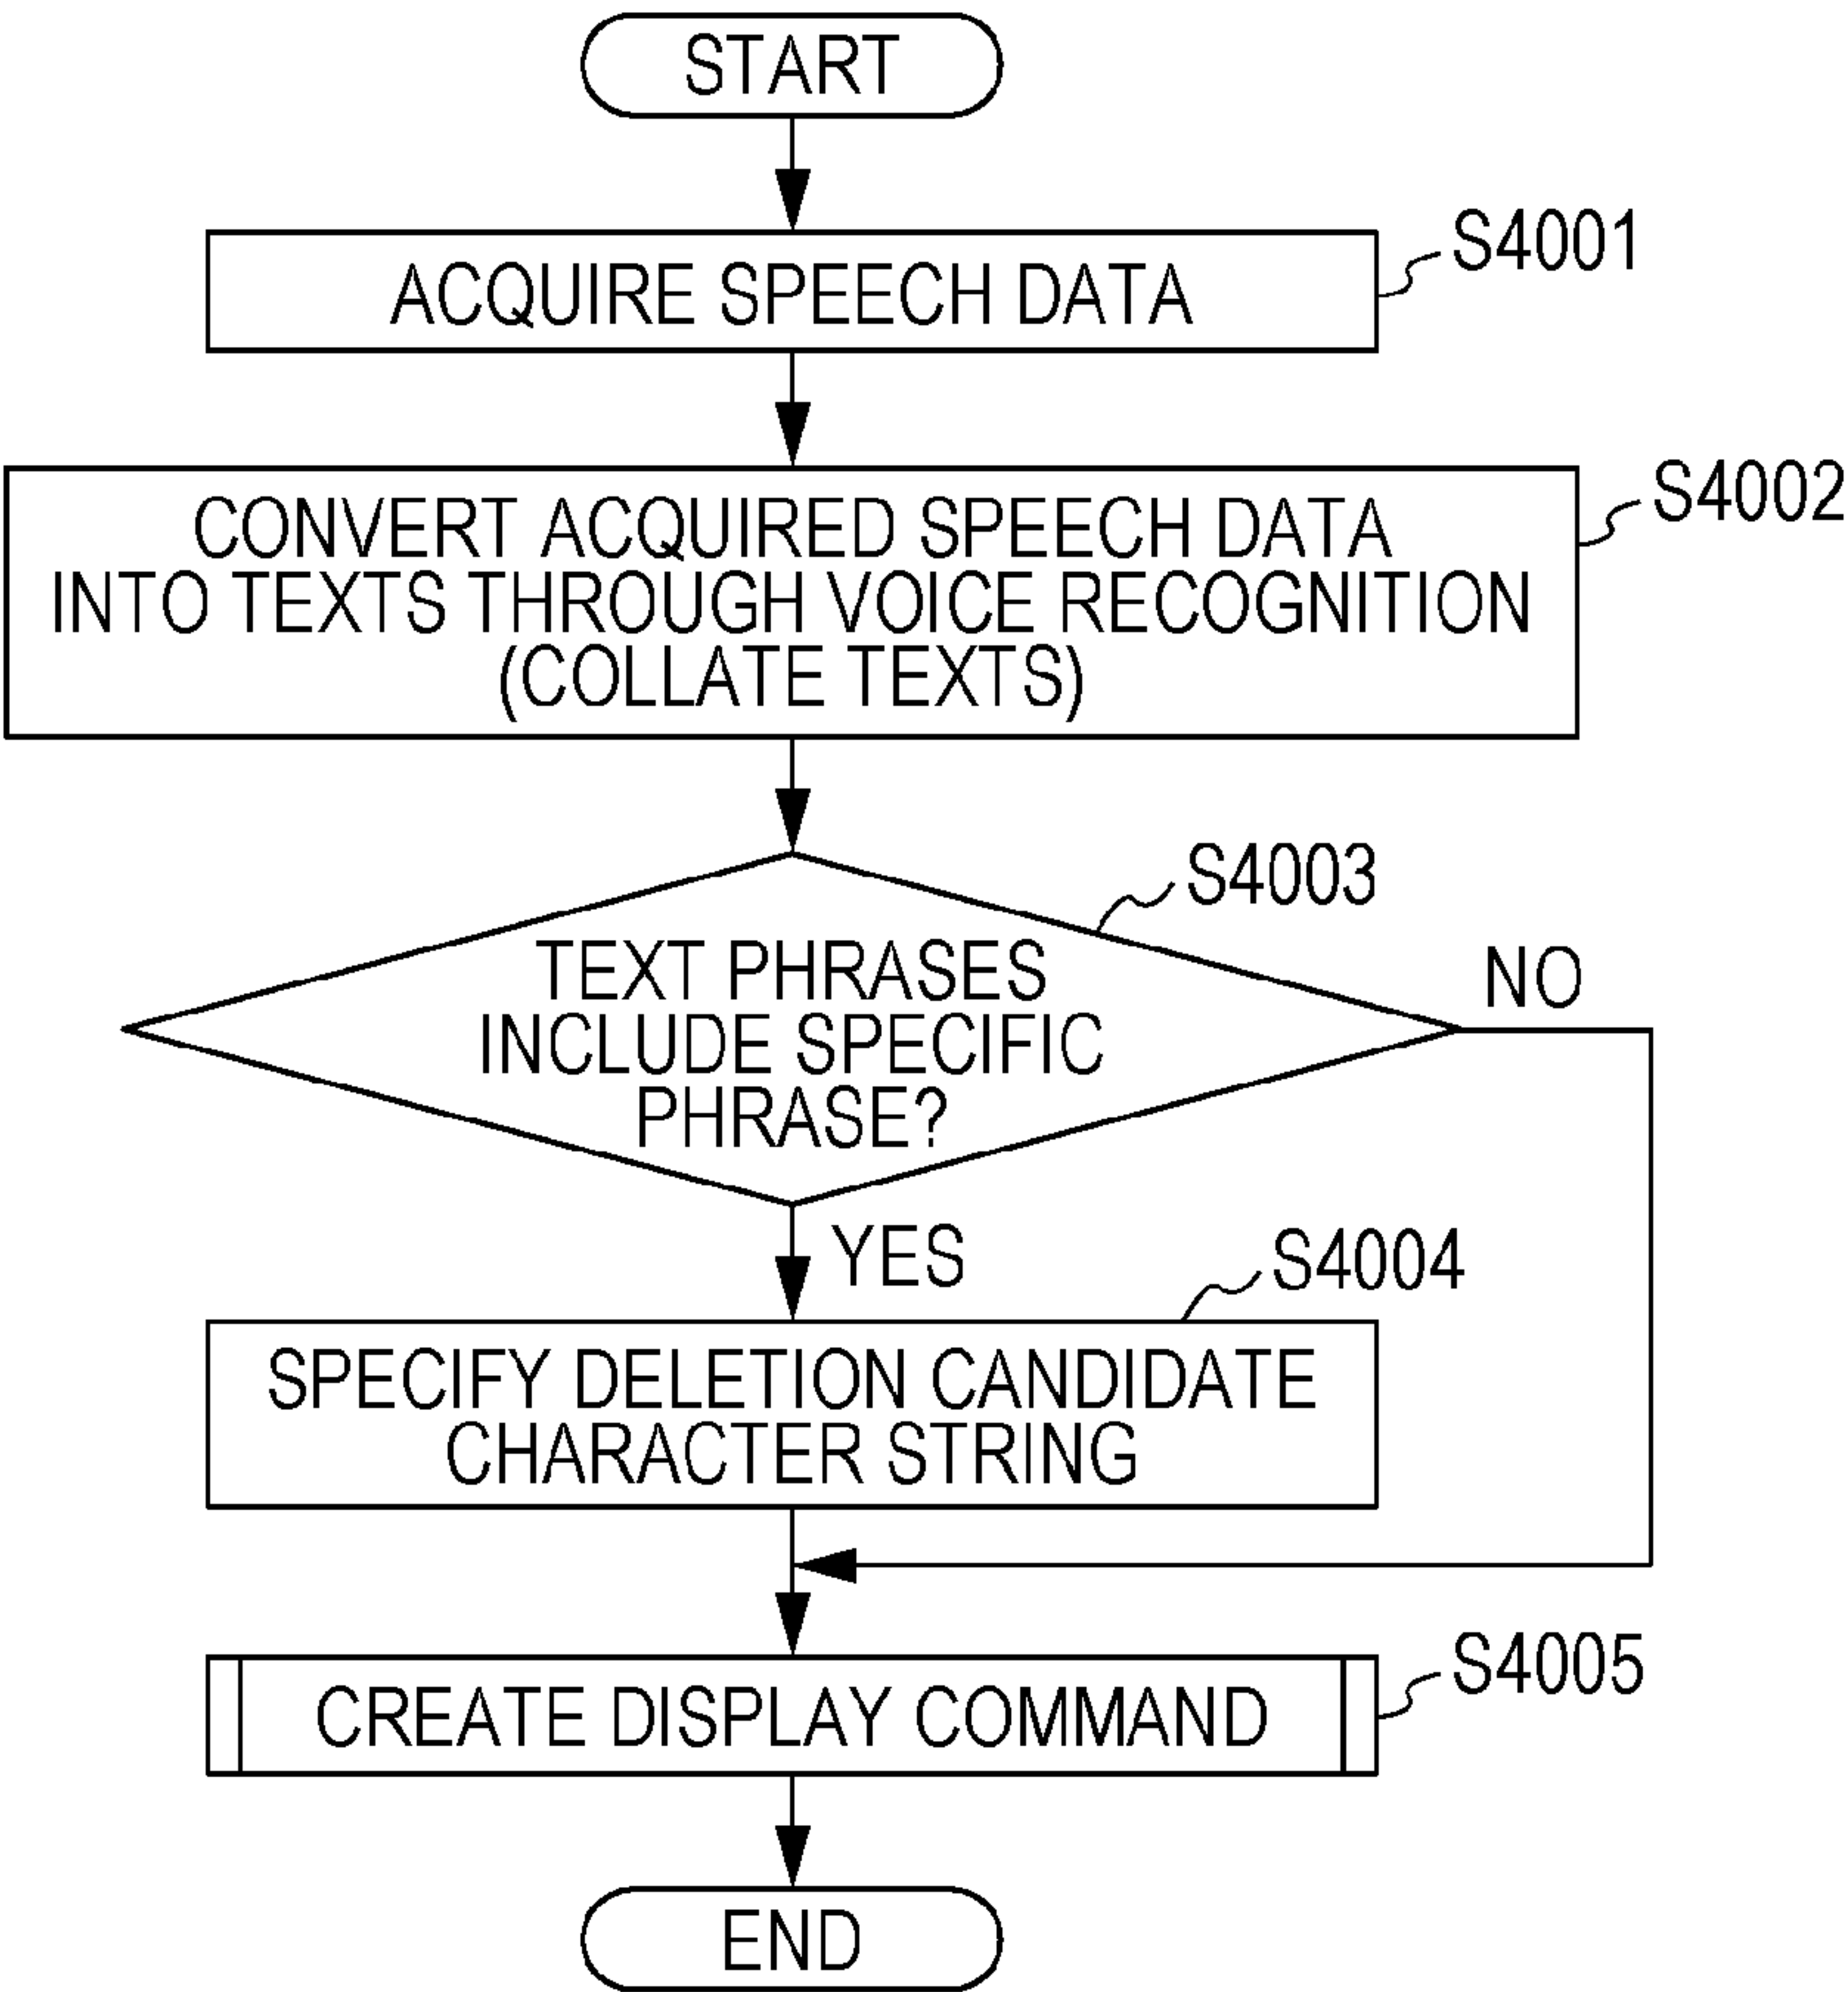 START
S4001
ACQUIRE SPEECH DATA
S4002
CONVERT ACQUIRED SPEECH DATA
INTO TEXTS THROUGH VOICE RECOGNITION
(COLLATE TEXTS)
S4003
TEXT PHRASES
INCLUDE SPECIFIC
PHRASE?
NO
YES
S4004
SPECIFY DELETION CANDIDATE
CHARACTER STRING
S4005
CREATE DISPLAY COMMAND
END